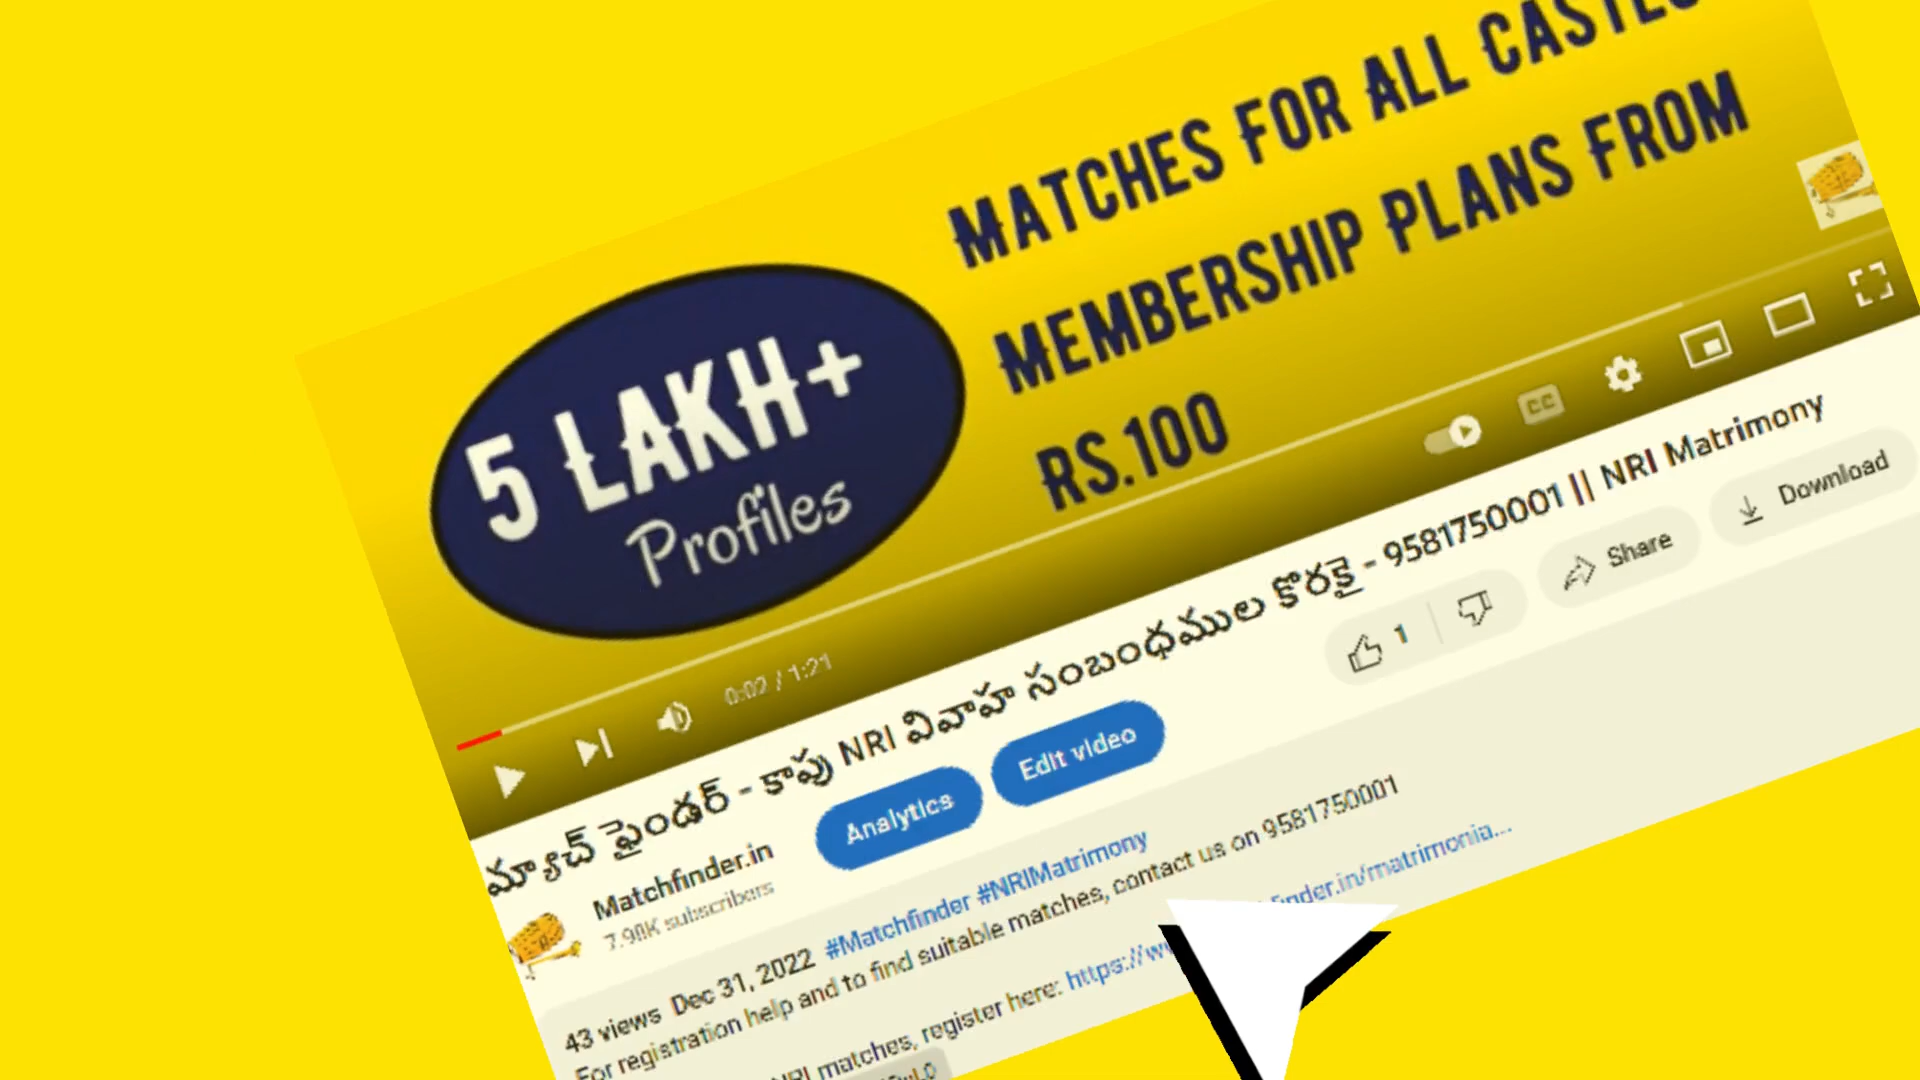 MATCHES FOR ALL CASTES
MEMBERSHIP PLANS FROM
RS.100
5 LAKH+
Profiles
0:02 / 1:21
CC
మ్యాచ్ ఫైండర్ - కాపు NRI వివాహ సంబంధముల కొరకై - 9581750001 || NRI Matrimony
Matchfinder.in
7.98K subscribers
Analytics
Edit video
1
Share
Download
43 views Dec 31, 2022 #Matchfinder #NRIMatrimony
For registration help and to find suitable matches, contact us on 9581750001
NRI matches, register here: https://ww finder.in/matrimonia...